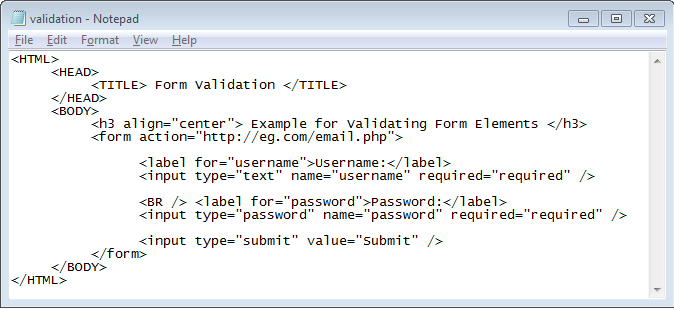 validation - Notepad
File Edit Format View Help
<HTML>
<HEAD>
<TITLE> Form Validation </TITLE>
</HEAD>
<BODY>
<h3 align="center"> Example for Validating Form Elements </h3>
<form action="http://eg.com/email.php">
<label for="username">Username:</label>
<input type="text" name="username" required="required" />
<BR /> <label for="password">Password:</label>
<input type="password" name="password" required="required" />
<input type="submit" value="Submit" />
</form>
</BODY>
</HTML>